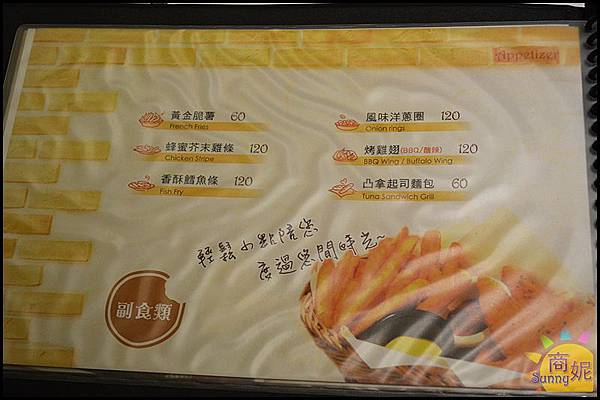 Appetizer
黃金脆薯 60
French Fries
蜂蜜芥末雞條 120
Chicken Stripe
香酥鱈魚條 120
Fish Fry
風味洋蔥圈 120
Onion rings
烤雞翅(BBQ/酸辣) 120
BBQ Wing / Buffalo Wing
凸拿起司麵包 60
Tuna Sandwich Grill
輕鬆小點陪您
度過悠閒時光~
副食類
商妮
Sunny